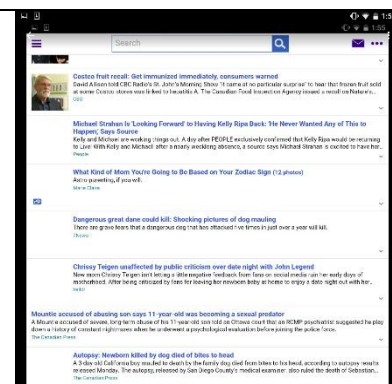 1:55
Search
Costco fruit recall: Get immunized immediately, consumers warned
David Allison told CBC Radio's St. John's Morning Show "it came at no particular surprise" to hear that frozen fruit sold
at some Costco stores was linked to hepatitis A. The Canadian Food Inspection Agency issued a recall on Nature's...
CBC
Michael Strahan Is 'Looking Forward' to Having Kelly Ripa Back: 'He Never Wanted Any of This to
Happen,' Says Source
Kelly and Michael are working things out. A day after PEOPLE exclusively confirmed that Kelly Ripa would be returning
to Live! With Kelly and Michael after a nearly weeklong absence, a source says Michael Strahan is excited to have her...
People
What Kind of Mom You're Going to Be Based on Your Zodiac Sign (12 photos)
Astro-parenting, if you will.
Marie Claire
Dangerous great dane could kill: Shocking pictures of dog mauling
There are grave fears that a dangerous dog that has attacked five times in just over a year will kill.
Chrissy Teigen unaffected by public criticism over date night with John Legend
New mom Chrissy Teigen isn't letting a little negative feedback from fans on social media ruin her early days of
motherhood. After being criticised by fans for leaving her newborn baby at home to enjoy a date night out with her...
Hello!
Mountie accused of abusing son says 11-year-old was becoming a sexual predator
A Mountie accused of severe, long-term abuse of his 11-year-old son told an Ottawa court that an RCMP psychiatrist suggested he play
down a history of constant nightmares when he underwent a psychological evaluation before joining the police force.
The Canadian Press
Autopsy: Newborn killed by dog died of bites to head
A 3-day-old California boy mauled to death by the family dog died from bites to his head, according to autopsy results
released Monday. The autopsy, released by San Diego County's medical examiner, also ruled the death of Sebastian...
The Canadian Press